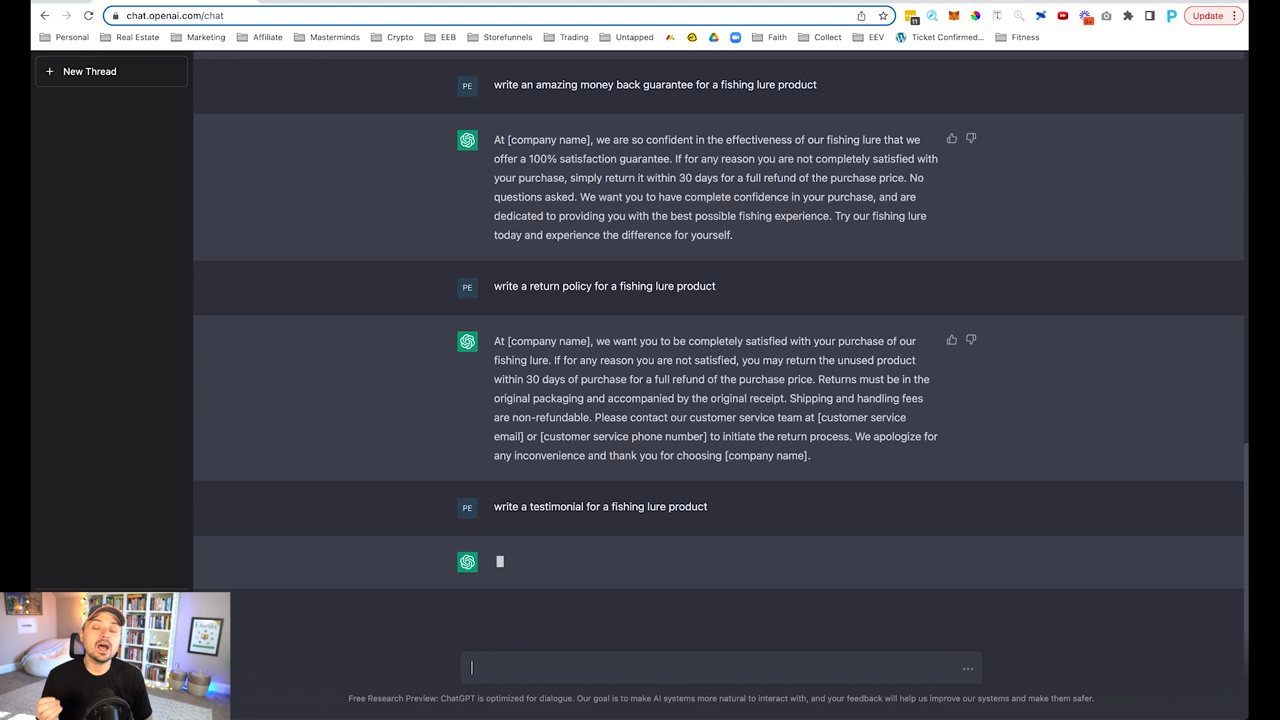 chat.openai.com/chat
11
9+
Update
Personal
Real Estate
Marketing
Affiliate
Masterminds
Crypto
EEB
Storefunnels
Trading
Untapped
Faith
Collect
EEV
Ticket Confirmed...
Fitness
+ New Thread
PE
write an amazing money back guarantee for a fishing lure product
At [company name], we are so confident in the effectiveness of our fishing lure that we
offer a 100% satisfaction guarantee. If for any reason you are not completely satisfied with
your purchase, simply return it within 30 days for a full refund of the purchase price. No
questions asked. We want you to have complete confidence in your purchase, and are
dedicated to providing you with the best possible fishing experience. Try our fishing lure
today and experience the difference for yourself.
PE
write a return policy for a fishing lure product
At [company name], we want you to be completely satisfied with your purchase of our
fishing lure. If for any reason you are not satisfied, you may return the unused product
within 30 days of purchase for a full refund of the purchase price. Returns must be in the
original packaging and accompanied by the original receipt. Shipping and handling fees
are non-refundable. Please contact our customer service team at [customer service
email] or [customer service phone number] to initiate the return process. We apologize for
any inconvenience and thank you for choosing [company name].
PE
write a testimonial for a fishing lure product
Free Research Preview: ChatGPT is optimized for dialogue. Our goal is to make AI systems more natural to interact with, and your feedback will help us improve our systems and make them safer.